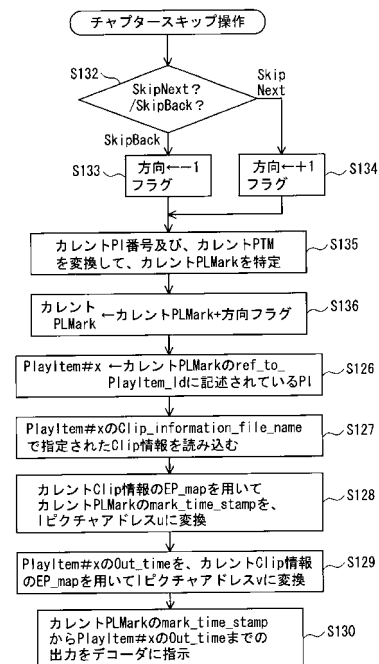 チャプタースキップ操作
S132
SkipNext?
/SkipBack?
Skip
Next
SkipBack
S133
方向←−1
フラグ
方向←+1
フラグ
S134
カレントPI番号及び、カレントPTM
を変換して、カレントPLMarkを特定
S135
カレント
PLMark
←カレントPLMark+方向フラグ
S136
PlayItem#x ←カレントPLMarkのref_to_
PlayItem_Idに記述されているPI
S126
PlayItem#xのClip_information_file_name
で指定されたClip情報を読み込む
S127
カレントClip情報のEP_mapを用いて
カレントPLMarkのmark_time_stampを、
Iピクチャアドレスuに変換
S128
PlayItem#xのOut_timeを、カレントClip情報
のEP_mapを用いてIピクチャアドレスvに変換
S129
カレントPLMarkのmark_time_stamp
からPlayItem#xのOut_timeまでの
出力をデコーダに指示
S130